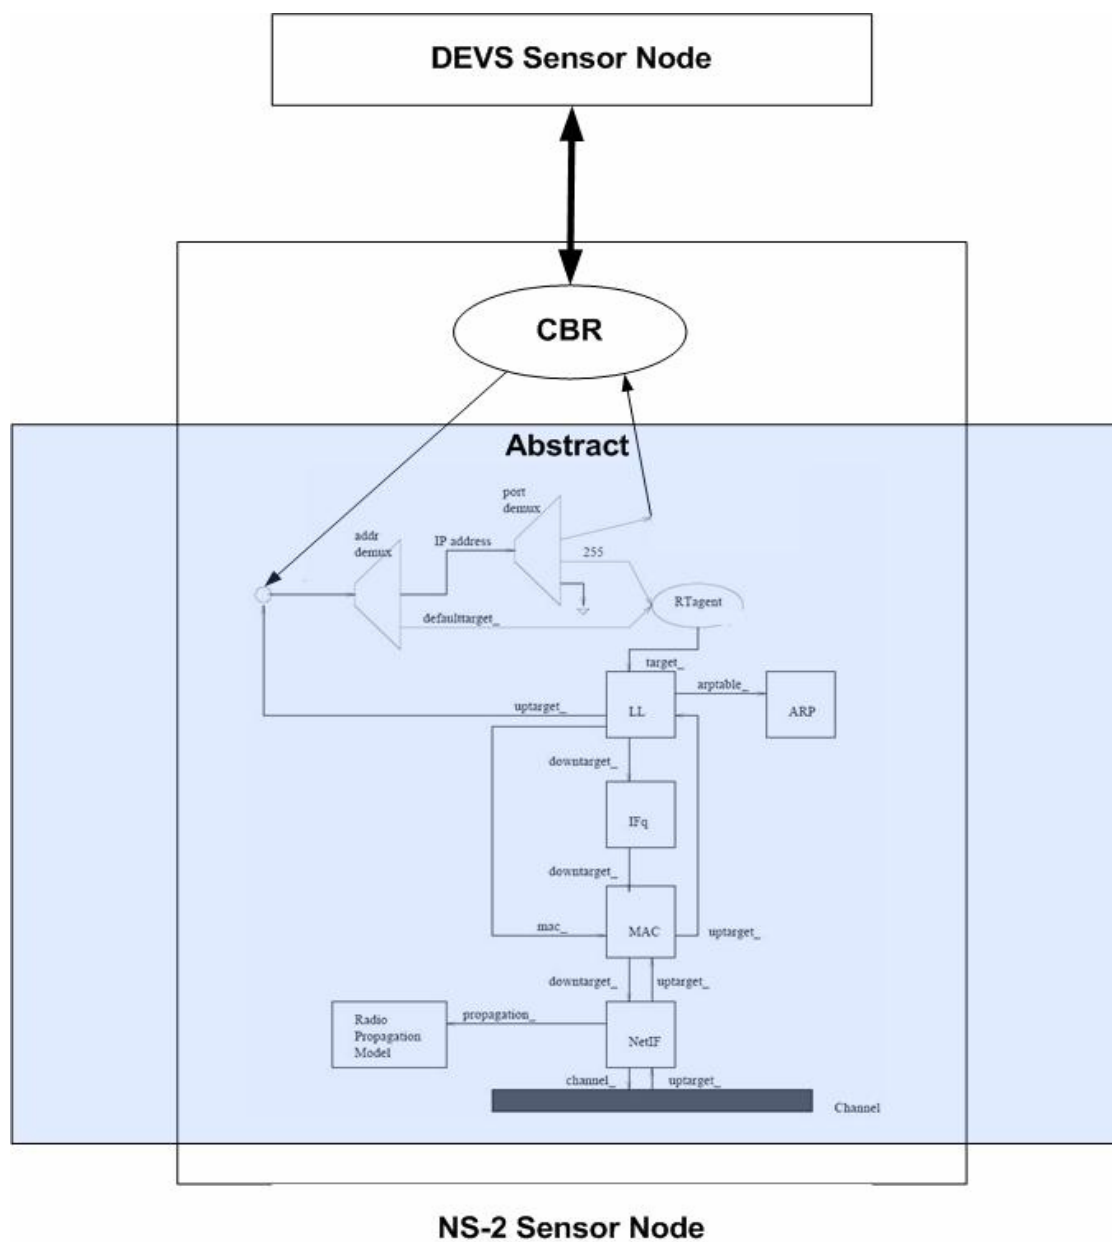 DEVS Sensor Node
CBR
Abstract
port
demux
addr
demux
IP address
255
RTagent
defaulttarget_
target_
arptable_
uptarget_
LL
ARP
downtarget_
IFq
downtarget_
mac_
MAC
uptarget_
downtarget_
uptarget_
Radio
Propagation
Model
propagation_
NetIF
channel_
uptarget_
Channel
NS-2 Sensor Node